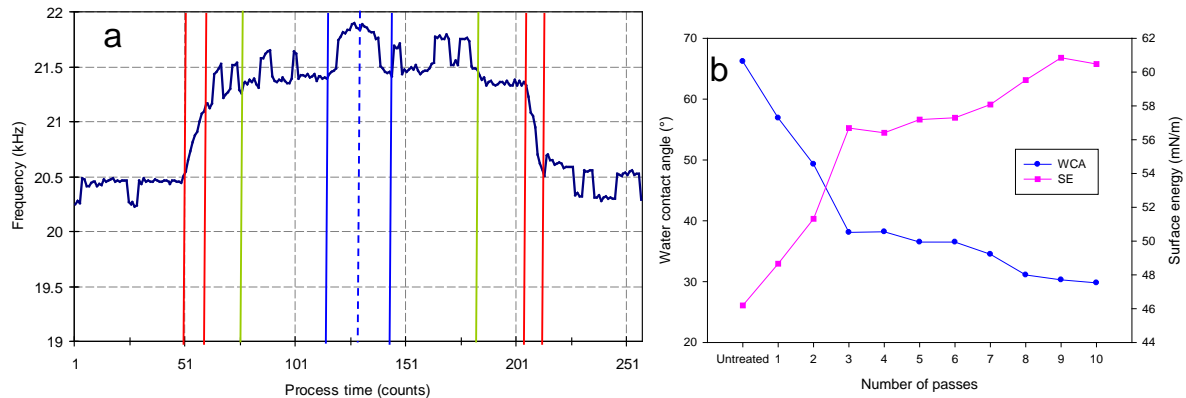 a
22
21.5
21
20.5
20
19.5
19
Frequency (kHz)
1 51 101 151 201 251
Process time (counts)
b
70
60
50
40
30
20
Water contact angle (°)
62
60
58
56
54
52
50
48
46
44
Surface energy (mN/m)
WCA
SE
Untreated 1 2 3 4 5 6 7 8 9 10
Number of passes